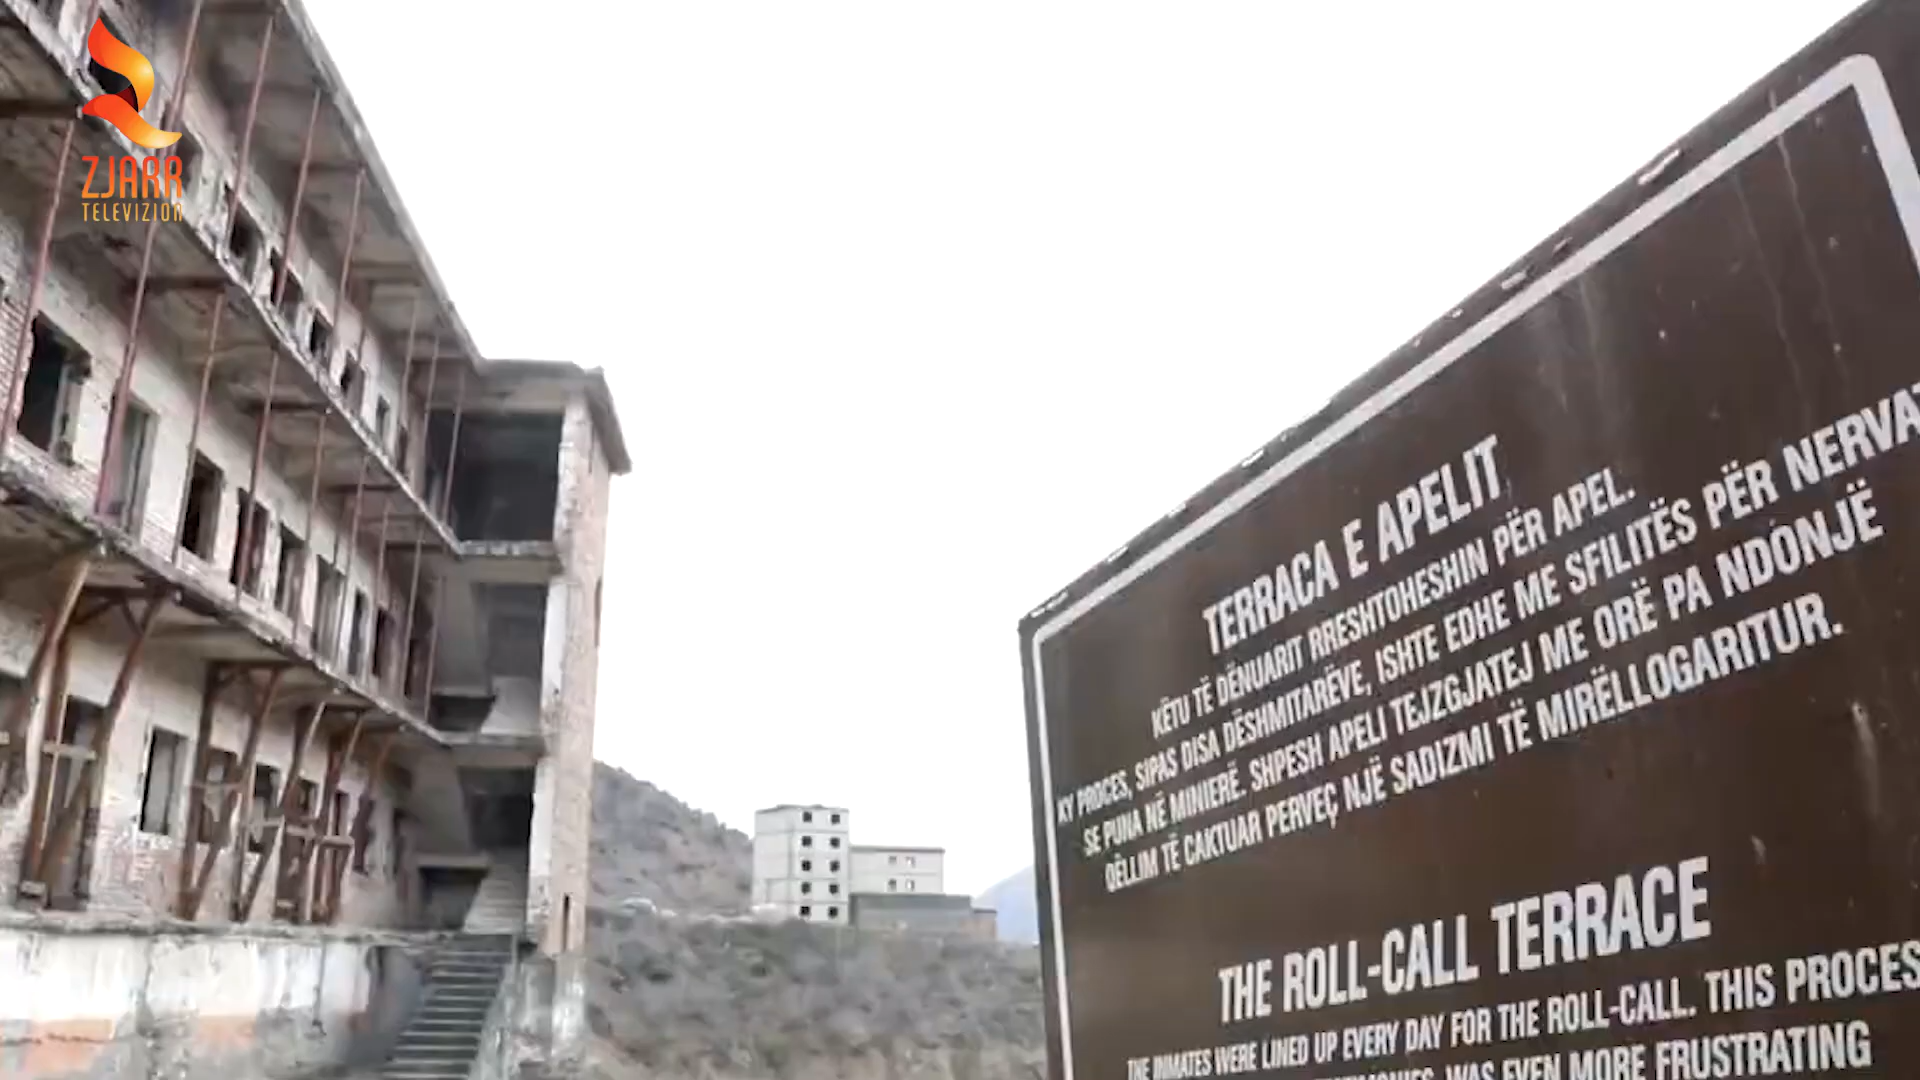 ZJARR
TELEVIZION
TERRACA E APELIT
KËTU TË DËNUARIT RRESHTOHESHIN PËR APEL.
KY PROCES, SIPAS DISA DËSHMITARËVE, ISHTE EDHE ME SFILITËS PËR NERVAT
SE PUNA NË MINIERË. SHPESH APELI TEJZGJATEJ ME ORË PA NDONJË
QËLLIM TË CAKTUAR PERVEÇ NJË SADIZMI TË MIRËLLOGARITUR.
THE ROLL-CALL TERRACE
THE INMATES WERE LINED UP EVERY DAY FOR THE ROLL-CALL. THIS PROCES
WAS EVEN MORE FRUSTRATING